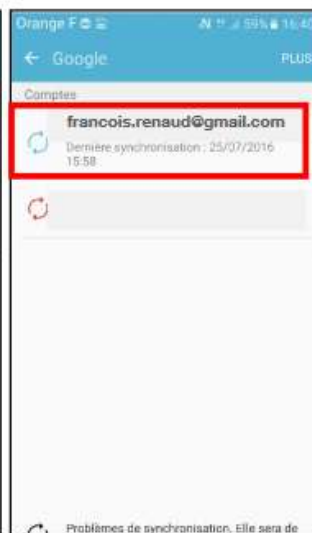 Orange F
59% 16:40
← Google PLUS
Comptes
francois.renaud@gmail.com
Dernière synchronisation : 25/07/2016
15:58
Problèmes de synchronisation. Elle sera de